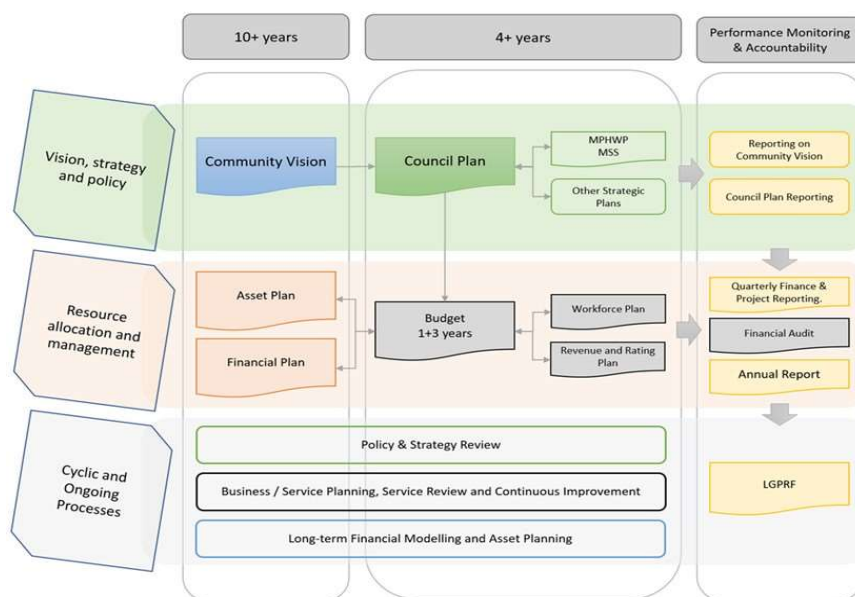 10+ years
4+ years
Performance Monitoring
& Accountability
Vision, strategy
and policy
Community Vision
Council Plan
MPHWP
MSS
Other Strategic
Plans
Reporting on
Community Vision
Council Plan Reporting
Resource
allocation and
management
Asset Plan
Financial Plan
Budget
1+3 years
Workforce Plan
Revenue and Rating
Plan
Quarterly Finance &
Project Reporting.
Financial Audit
Annual Report
Cyclic and
Ongoing
Processes
Policy & Strategy Review
Business / Service Planning, Service Review and Continuous Improvement
Long-term Financial Modelling and Asset Planning
LGPRF